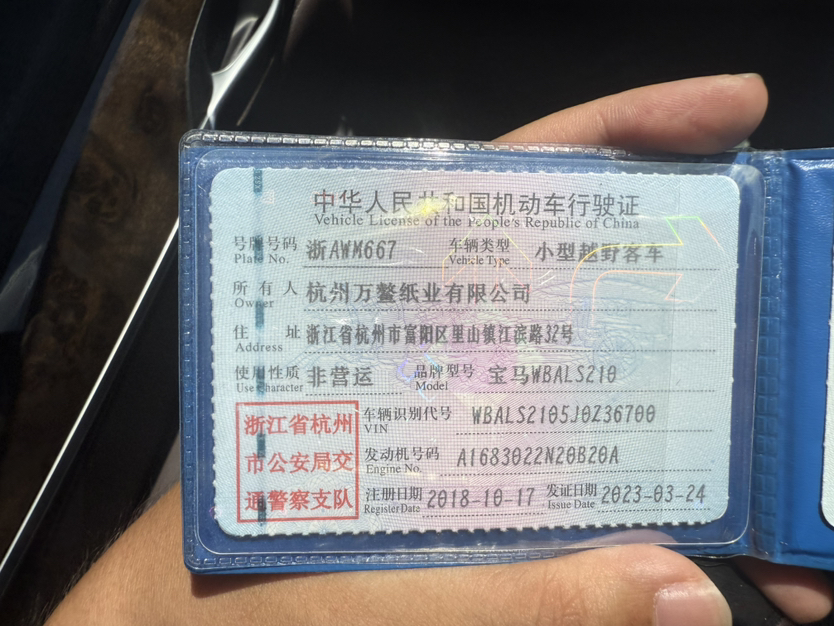 中华人民共和国机动车行驶证
Vehicle License of the People's Republic of China
号牌号码 浙AWM667 车辆类型 小型越野客车
Plate No. Vehicle Type
所有人 杭州万鳌纸业有限公司
Owner
住址 浙江省杭州市富阳区里山镇江滨路32号
Address
使用性质 非营运 品牌型号 宝马WBALS210
Use Character Model
浙江省杭州
市公安局交
通警察支队
车辆识别代号 WBALS2105J0Z36700
VIN
发动机号码 A1683022N20B20A
Engine No.
注册日期 2018-10-17 发证日期 2023-03-24
Register Date Issue Date